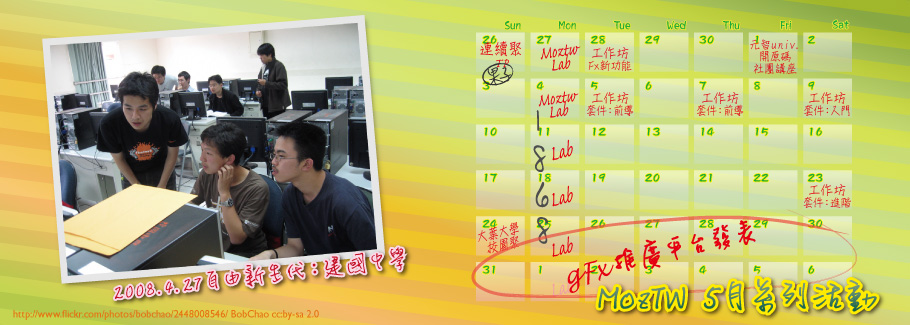 Sun Mon Tue Wed Thu Fri Sat
26 27 28 29 30 1 2
連續聚
Moztw
Lab
工作坊
Fx新功能
元智univ.
開原碼
社團講座
3 4 5 6 7 8 9
Moztw
Lab
工作坊
套件:前導
工作坊
套件:前導
工作坊
套件:入門
10 11 12 13 14 15 16
Lab
17 18 19 20 21 22 23
Lab
工作坊
套件:進階
24 25 26 27 28 29 30
大葉大學
校園聚
Lab
31 1 2 3 4 5 6
1
8
6
8
gFx推廣平台發表
2008.4.27自由新生代:建國中學
MozTW 5月系列活動
http://www.flickr.com/photos/bobchao/2448008546/ BobChao cc:by-sa 2.0